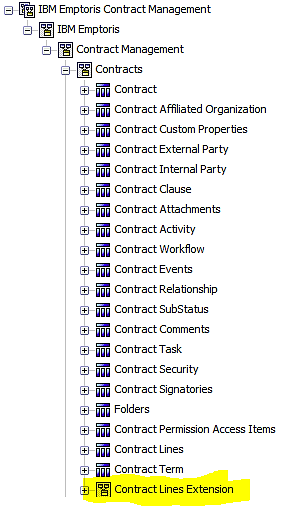 IBM Emptoris Contract Management
IBM Emptoris
Contract Management
Contracts
Contract
Contract Affiliated Organization
Contract Custom Properties
Contract External Party
Contract Internal Party
Contract Clause
Contract Attachments
Contract Activity
Contract Workflow
Contract Events
Contract Relationship
Contract SubStatus
Contract Comments
Contract Task
Contract Security
Contract Signatories
Folders
Contract Permission Access Items
Contract Lines
Contract Term
Contract Lines Extension